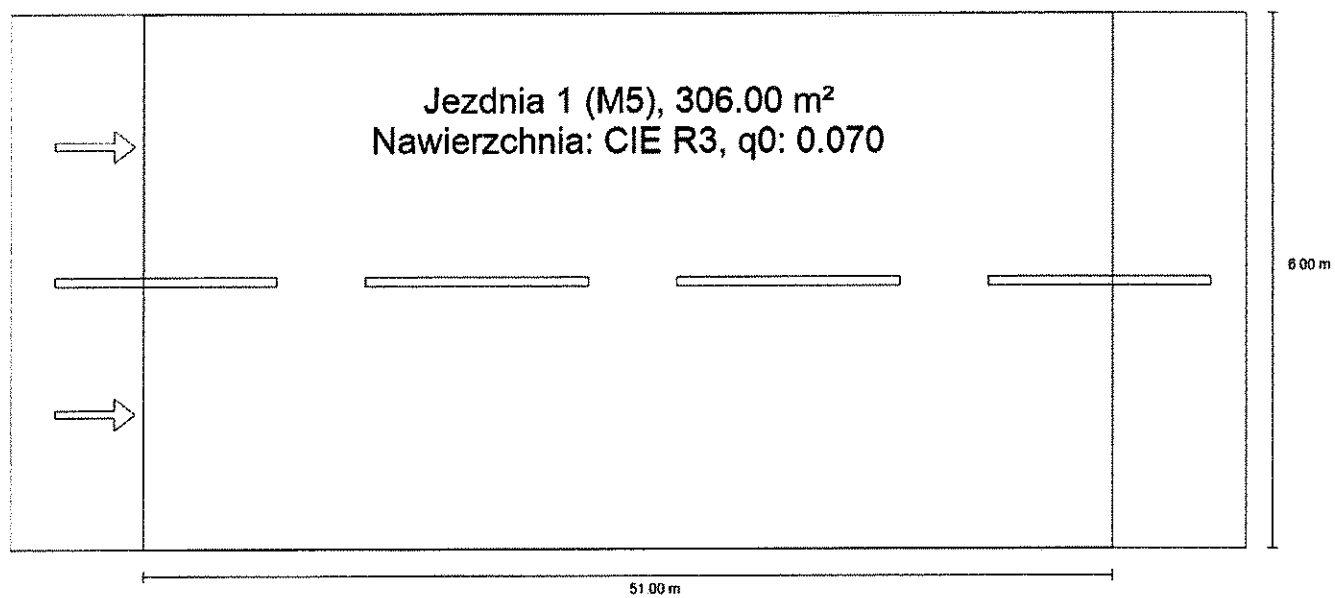 Jezdnia 1 (M5), 306.00 m²
Nawierzchnia: CIE R3, q0: 0.070
6.00 m
51.00 m